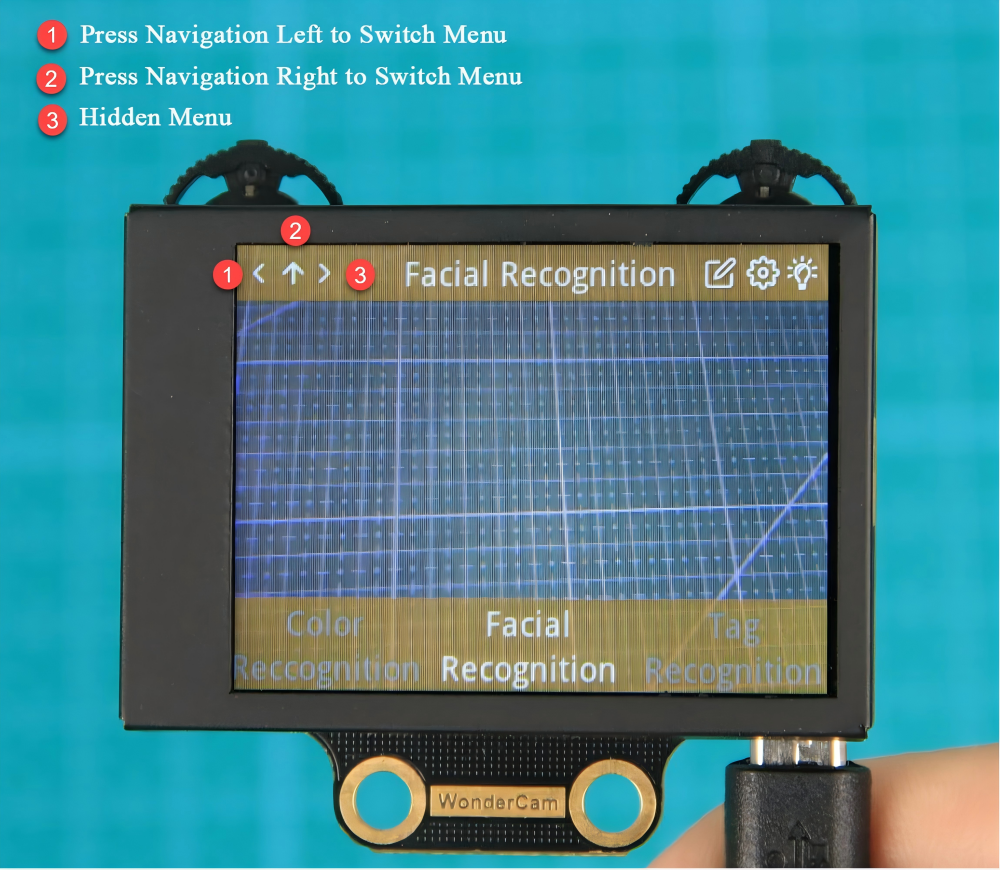 1 Press Navigation Left to Switch Menu
2 Press Navigation Right to Switch Menu
3 Hidden Menu
2
1 3 Facial Recognition
Color Facial Tag
Reccognition Recognition Recognition
WonderCam